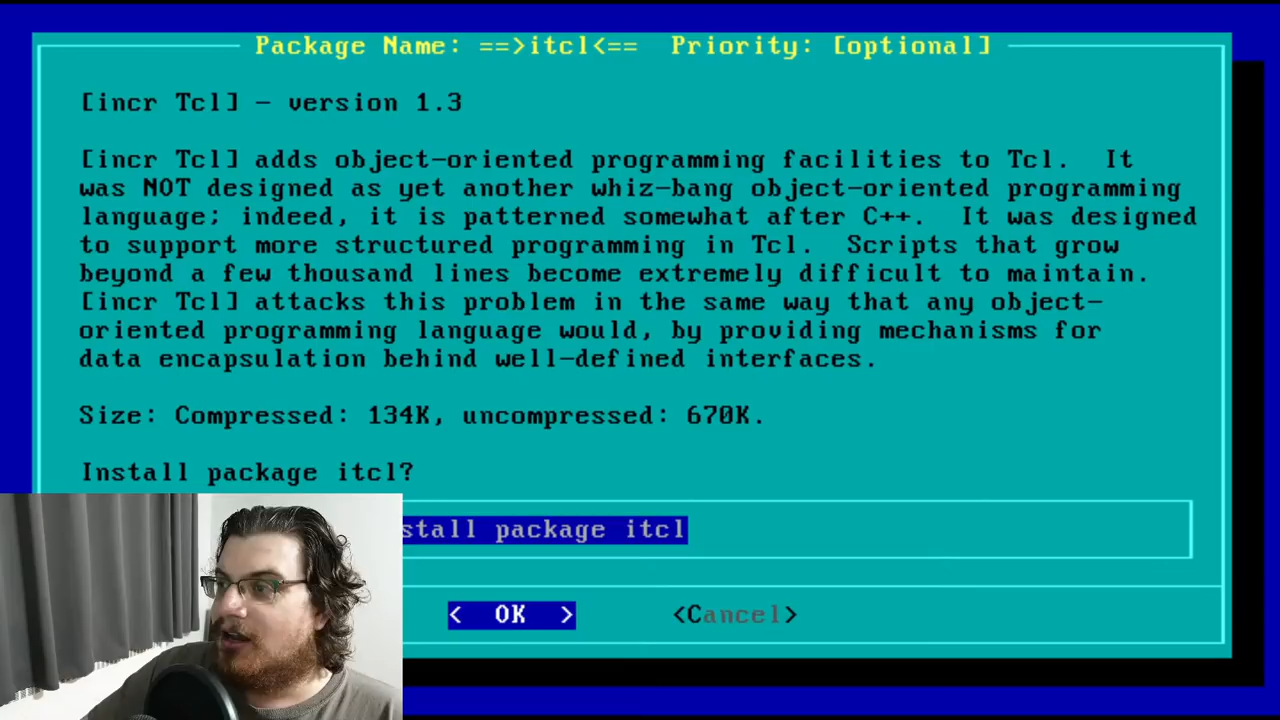 Package Name: ==>itcl<== Priority: [optional]
[incr Tcl] - version 1.3
[incr Tcl] adds object-oriented programming facilities to Tcl. It
was NOT designed as yet another whiz-bang object-oriented programming
language; indeed, it is patterned somewhat after C++. It was designed
to support more structured programming in Tcl. Scripts that grow
beyond a few thousand lines become extremely difficult to maintain.
[incr Tcl] attacks this problem in the same way that any object-
oriented programming language would, by providing mechanisms for
data encapsulation behind well-defined interfaces.
Size: Compressed: 134K, uncompressed: 670K.
Install package itcl?
stall package itcl
< OK > <Cancel>